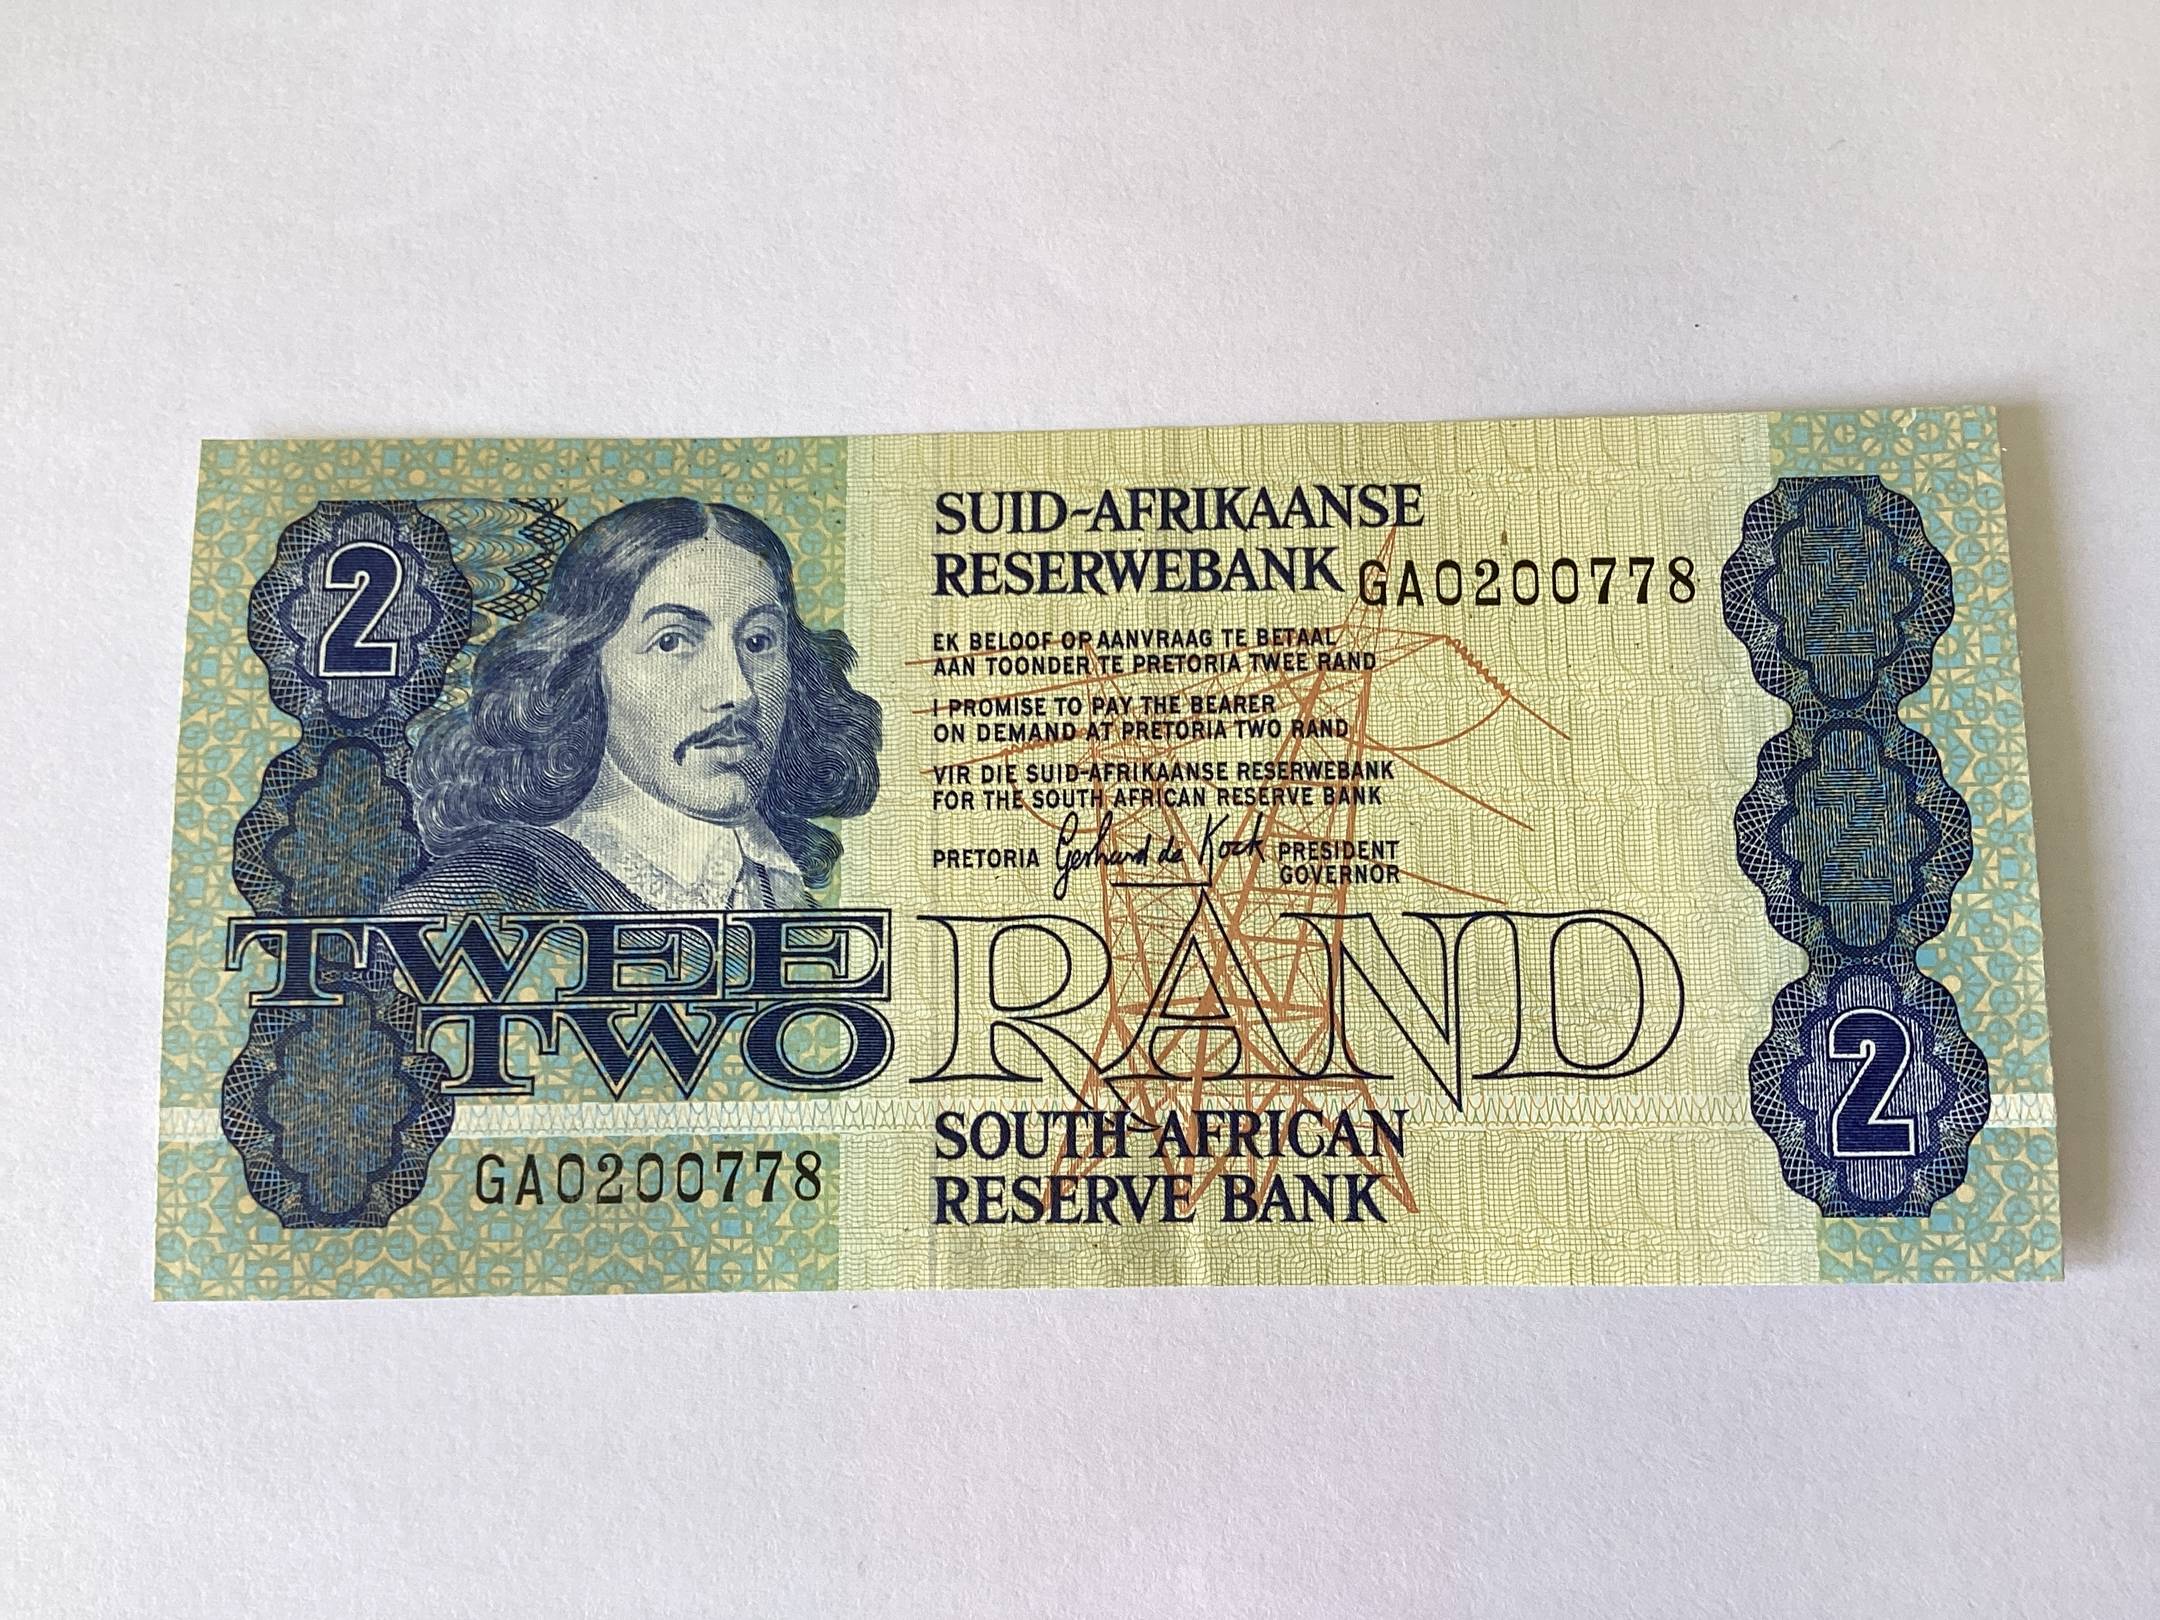 2
SUID-AFRIKAANSE
RESERWEBANK
GA0200778
EK BELOOF OP AANVRAAG TE BETAAL
AAN TOONDER TE PRETORIA TWEE RAND
I PROMISE TO PAY THE BEARER
ON DEMAND AT PRETORIA TWO RAND
VIR DIE SUID-AFRIKAANSE RESERWEBANK
FOR THE SOUTH AFRICAN RESERVE BANK
PRETORIA Gerhard de Kock PRESIDENT
GOVERNOR
TWEE
TWO
RAND
2
SOUTH AFRICAN
RESERVE BANK
GA0200778